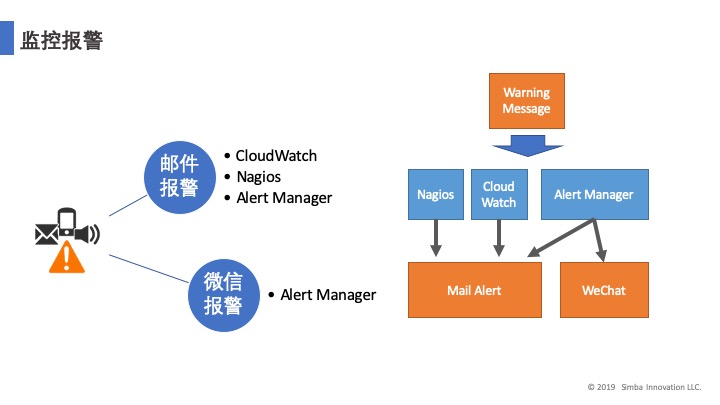 监控报警
邮件
报警
• CloudWatch
• Nagios
• Alert Manager
微信
报警
• Alert Manager
Warning
Message
Nagios
Cloud
Watch
Alert Manager
Mail Alert
WeChat
© 2019 Simba Innovation LLC.